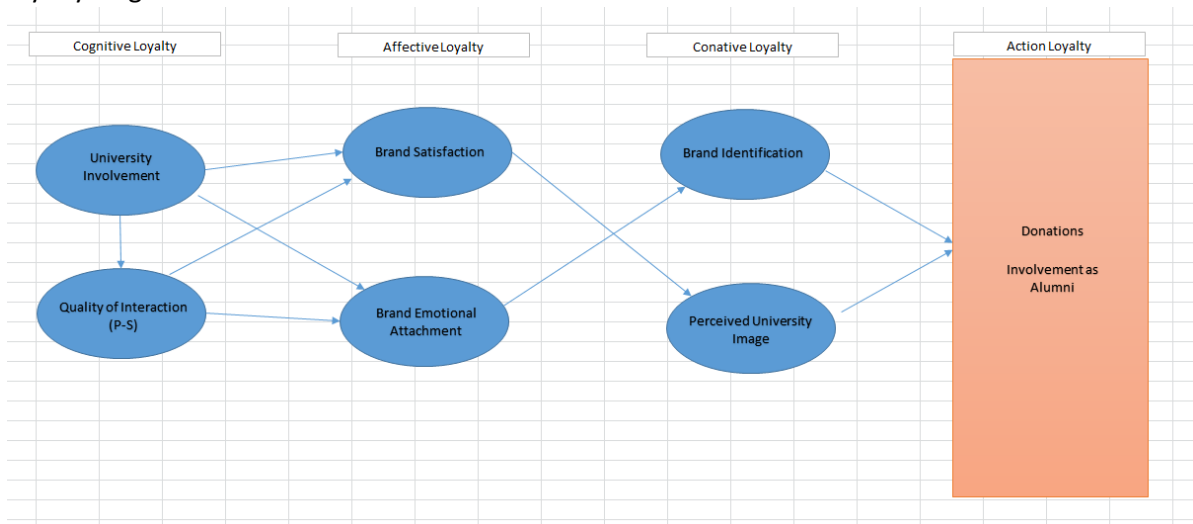 Cognitive Loyalty
Affective Loyalty
Conative Loyalty
Action Loyalty
University
Involvement
Brand Satisfaction
Brand Identification
Donations
Involvement as
Alumni
Quality of Interaction
(P-S)
Brand Emotional
Attachment
Perceived University
Image